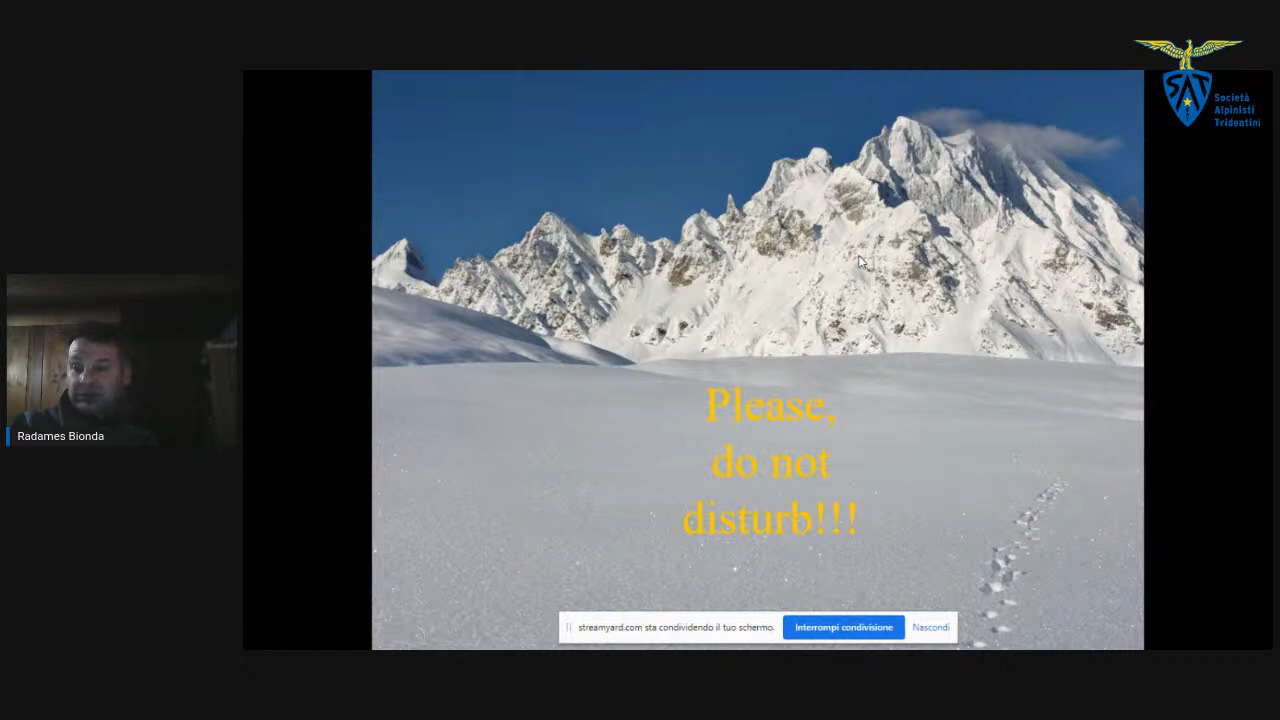 SAT
Società
Alpinisti
Tridentini
Please,
do not
disturb!!!
Radames Bionda
streamyard.com sta condividendo il tuo schermo.
Interrompi condivisione
Nascondi